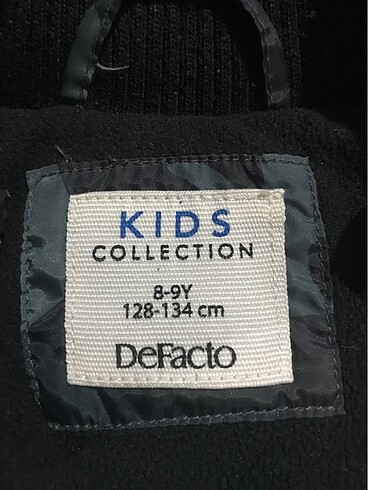 KIDS
COLLECTION
8-9Y
128-134 cm
DeFacto